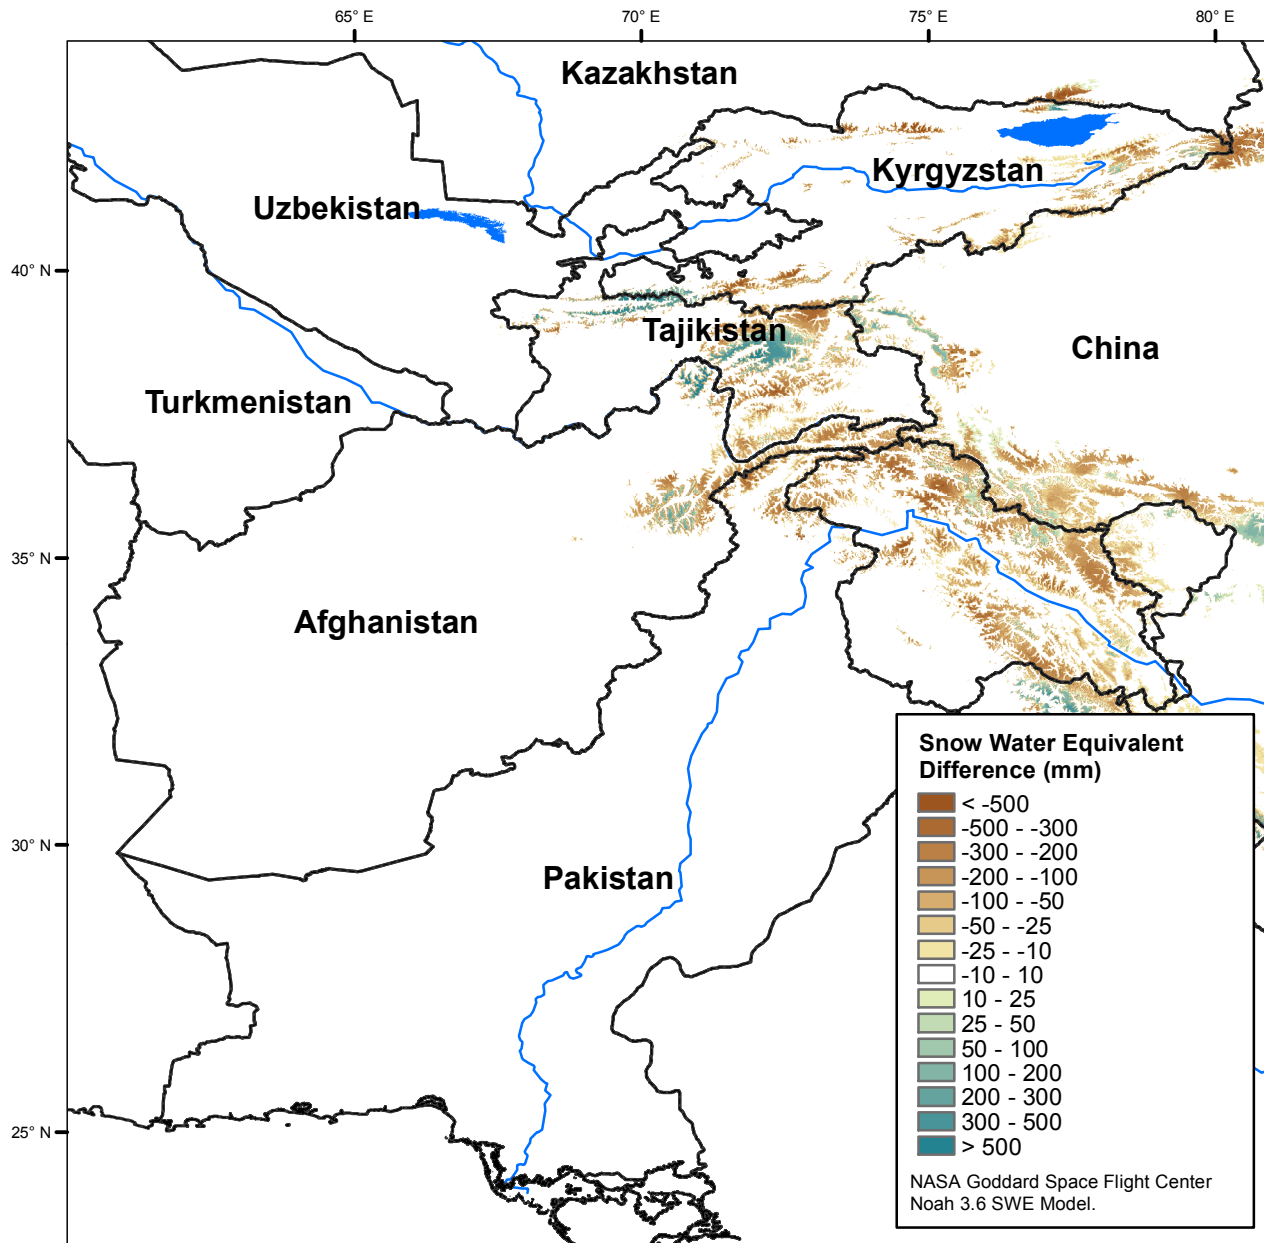 65° E
70° E
75° E
80° E
Kazakhstan
Kyrgyzstan
Uzbekistan
40° N
Tajikistan
China
Turkmenistan
35° N
Afghanistan
Snow Water Equivalent
Difference (mm)
< -500
-500 - -300
-300 - -200
-200 - -100
-100 - -50
-50 - -25
-25 - -10
-10 - 10
10 - 25
25 - 50
50 - 100
100 - 200
200 - 300
300 - 500
> 500
NASA Goddard Space Flight Center
Noah 3.6 SWE Model.
30° N
Pakistan
25° N